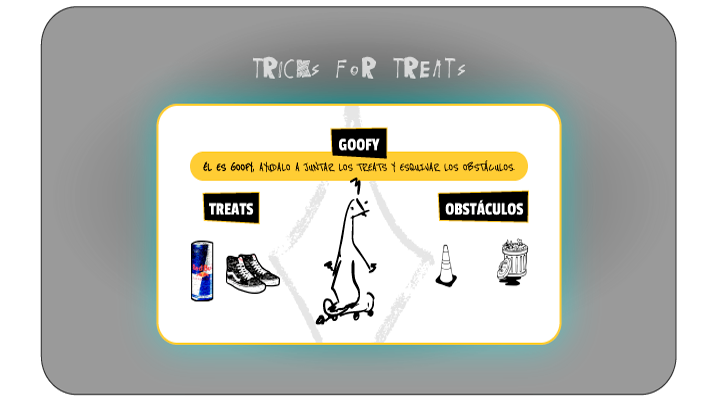 TRICKS FOR TREATS
GOOFY
ÉL ES GOOFY, AYÚDALO A JUNTAR LOS TREATS Y ESQUIVAR LOS OBSTÁCULOS.
TREATS
OBSTÁCULOS